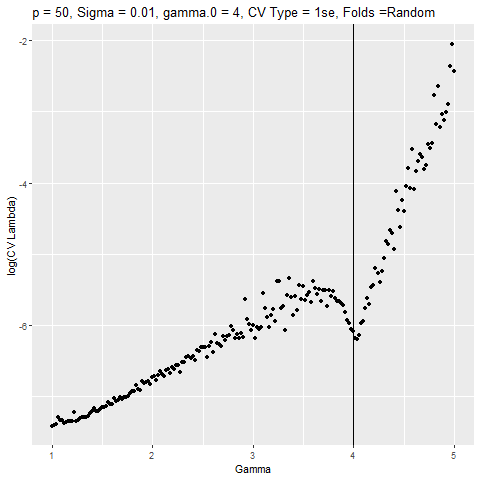 p = 50, Sigma = 0.01, gamma.0 = 4, CV Type = 1se, Folds =Random
-2
-4
-6
log(CV Lambda)
1 2 3 4 5
Gamma